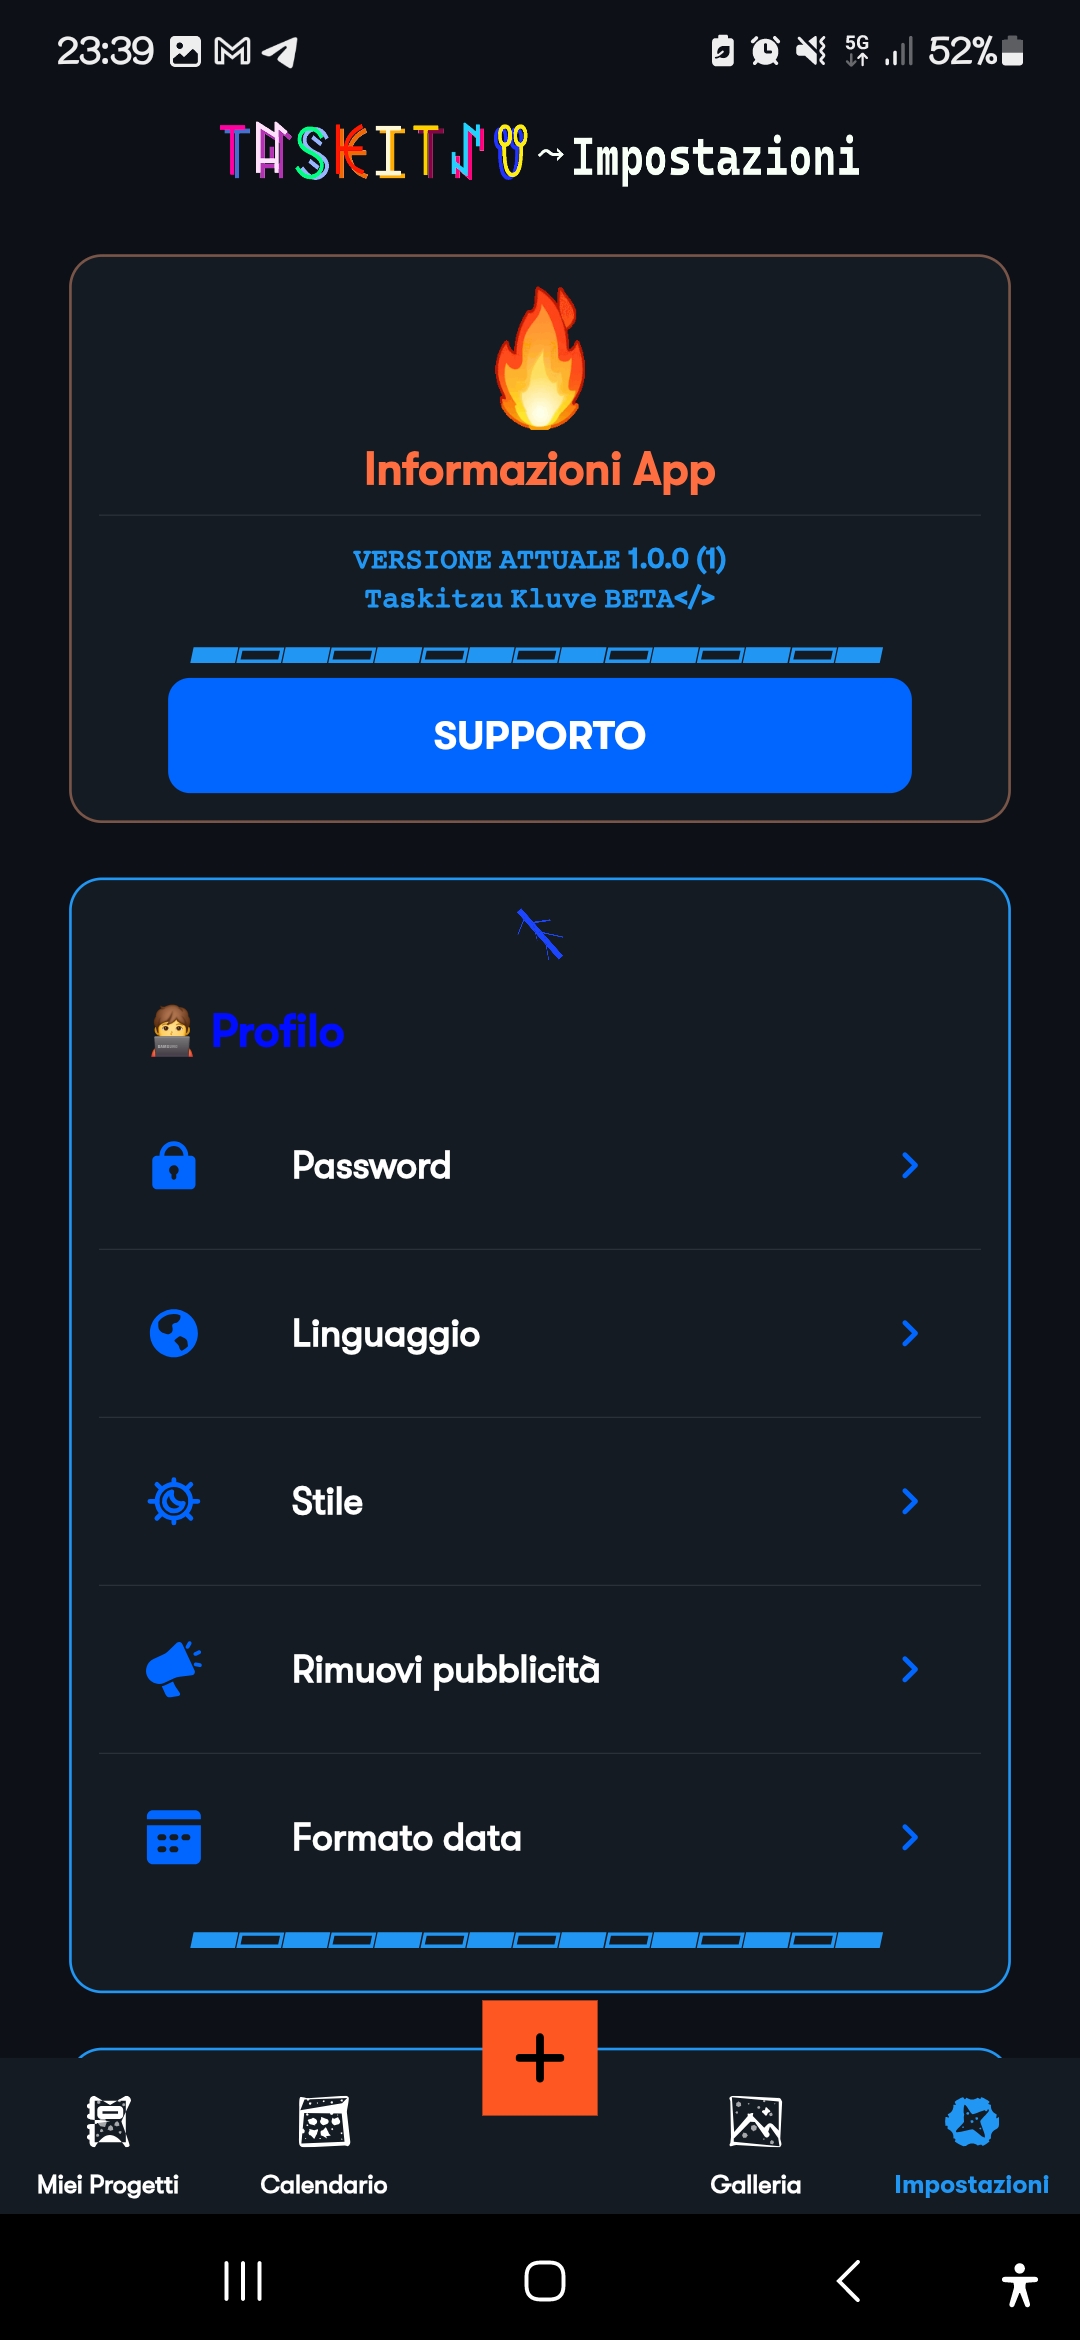 23:39 5G 52%
TASKITZU ⤳Impostazioni
Informazioni App
VERSIONE ATTUALE 1.0.0 (1)
Taskitzu Kluve BETA</>
SUPPORTO
Profilo
Password
Linguaggio
Stile
Rimuovi pubblicità
Formato data
Miei Progetti Calendario Galleria Impostazioni